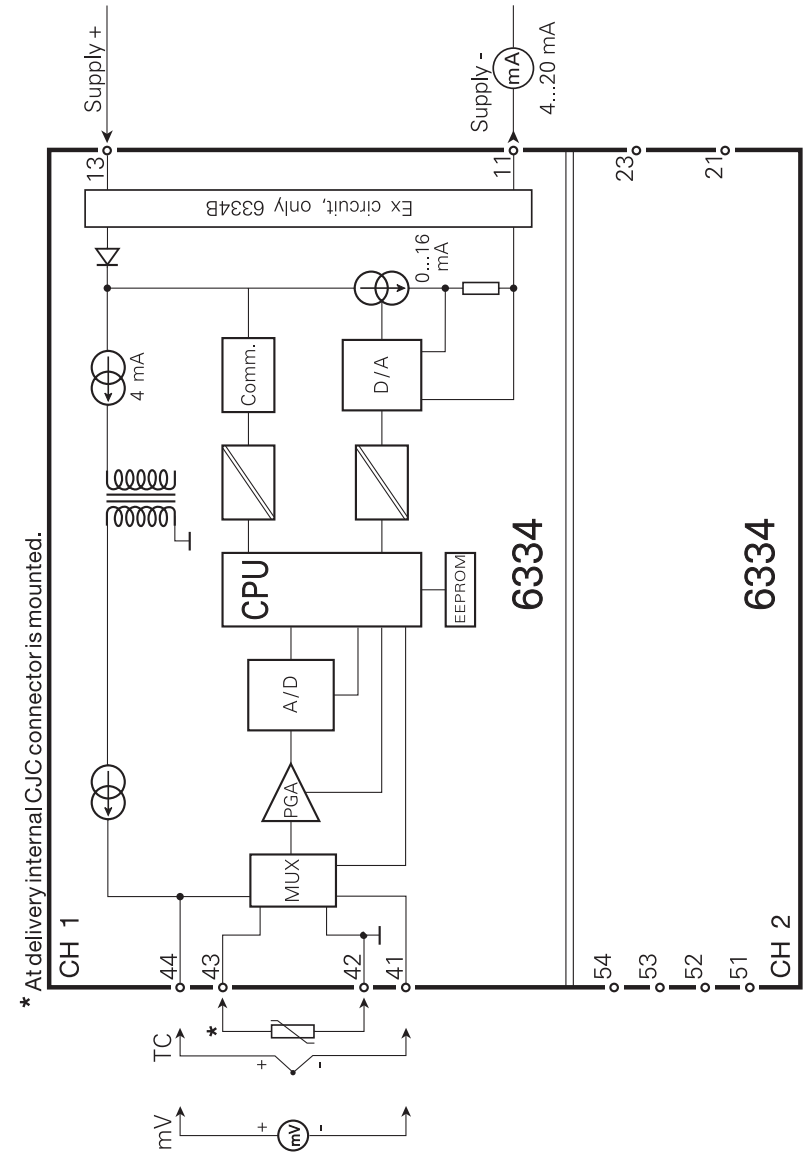 * At delivery internal CJC connector is mounted.
mV
+
mV
-
TC
+
-
*
CH 1
44
43
42
41
MUX
PGA
A/D
CPU
EEPROM
4 mA
Comm.
D/A
0...16
mA
Ex circuit, only 6334B
13
11
Supply +
Supply -
mA
4...20 mA
6334
54
53
52
51
CH 2
6334
23
21